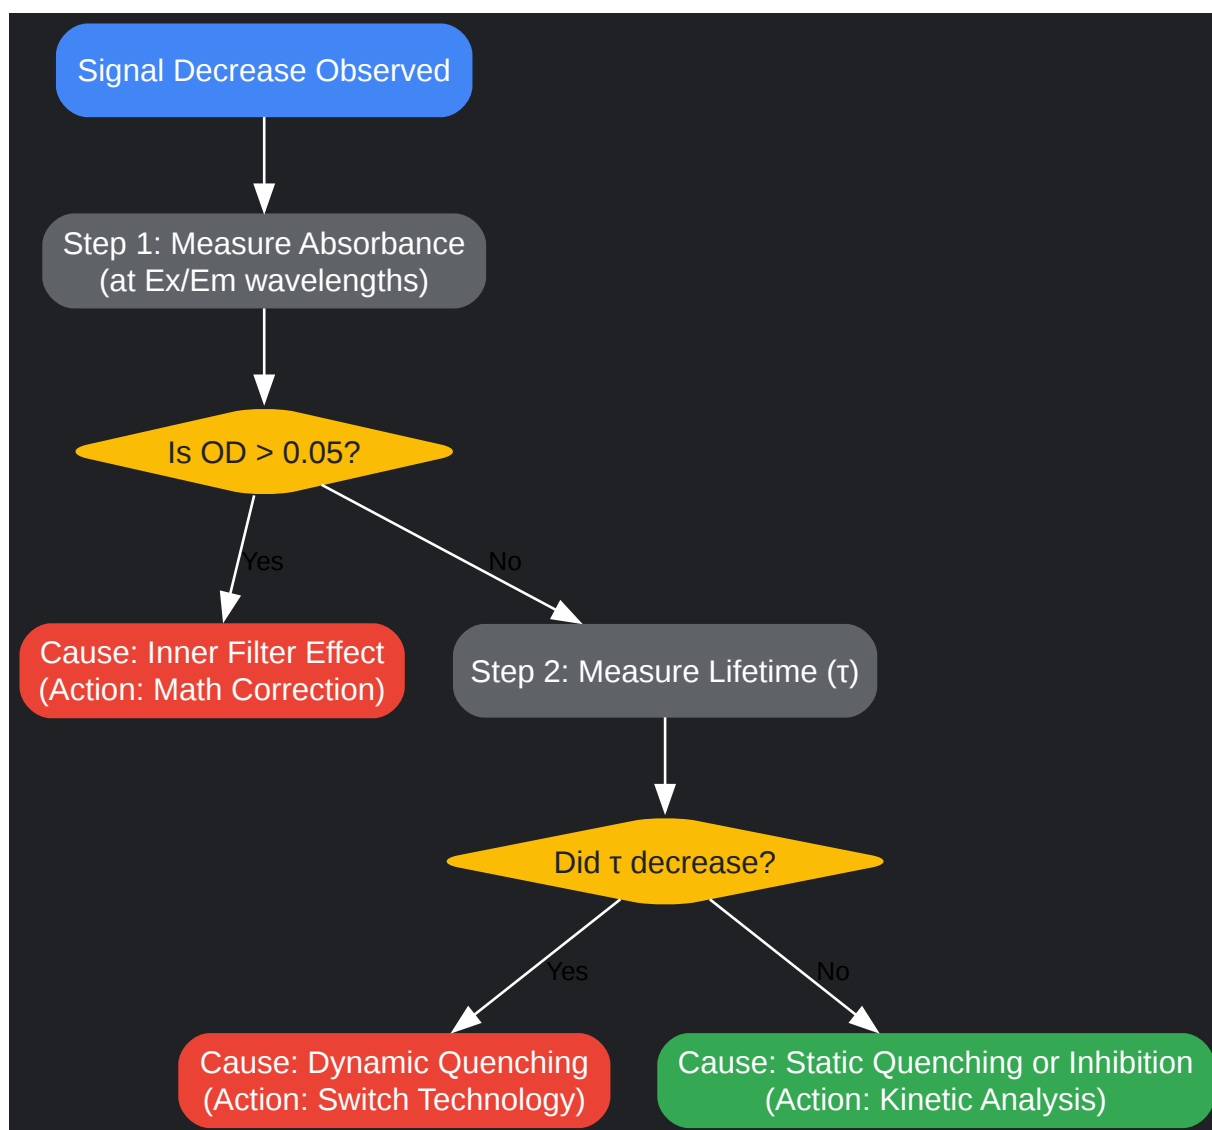 Signal Decrease Observed
Step 1: Measure Absorbance
(at Ex/Em wavelengths)
Is OD > 0.05?
Yes
No
Cause: Inner Filter Effect
(Action: Math Correction)
Step 2: Measure Lifetime (τ)
Did τ decrease?
Yes
No
Cause: Dynamic Quenching
(Action: Switch Technology)
Cause: Static Quenching or Inhibition
(Action: Kinetic Analysis)